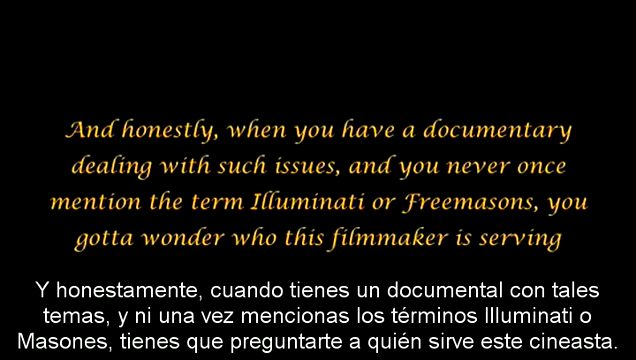 And honestly, when you have a documentary
dealing with such issues, and you never once
mention the term Illuminati or Freemasons, you
gotta wonder who this filmmaker is serving
Y honestamente, cuando tienes un documental con tales
temas, y ni una vez mencionas los términos Illuminati o
Masones, tienes que preguntarte a quién sirve este cineasta.